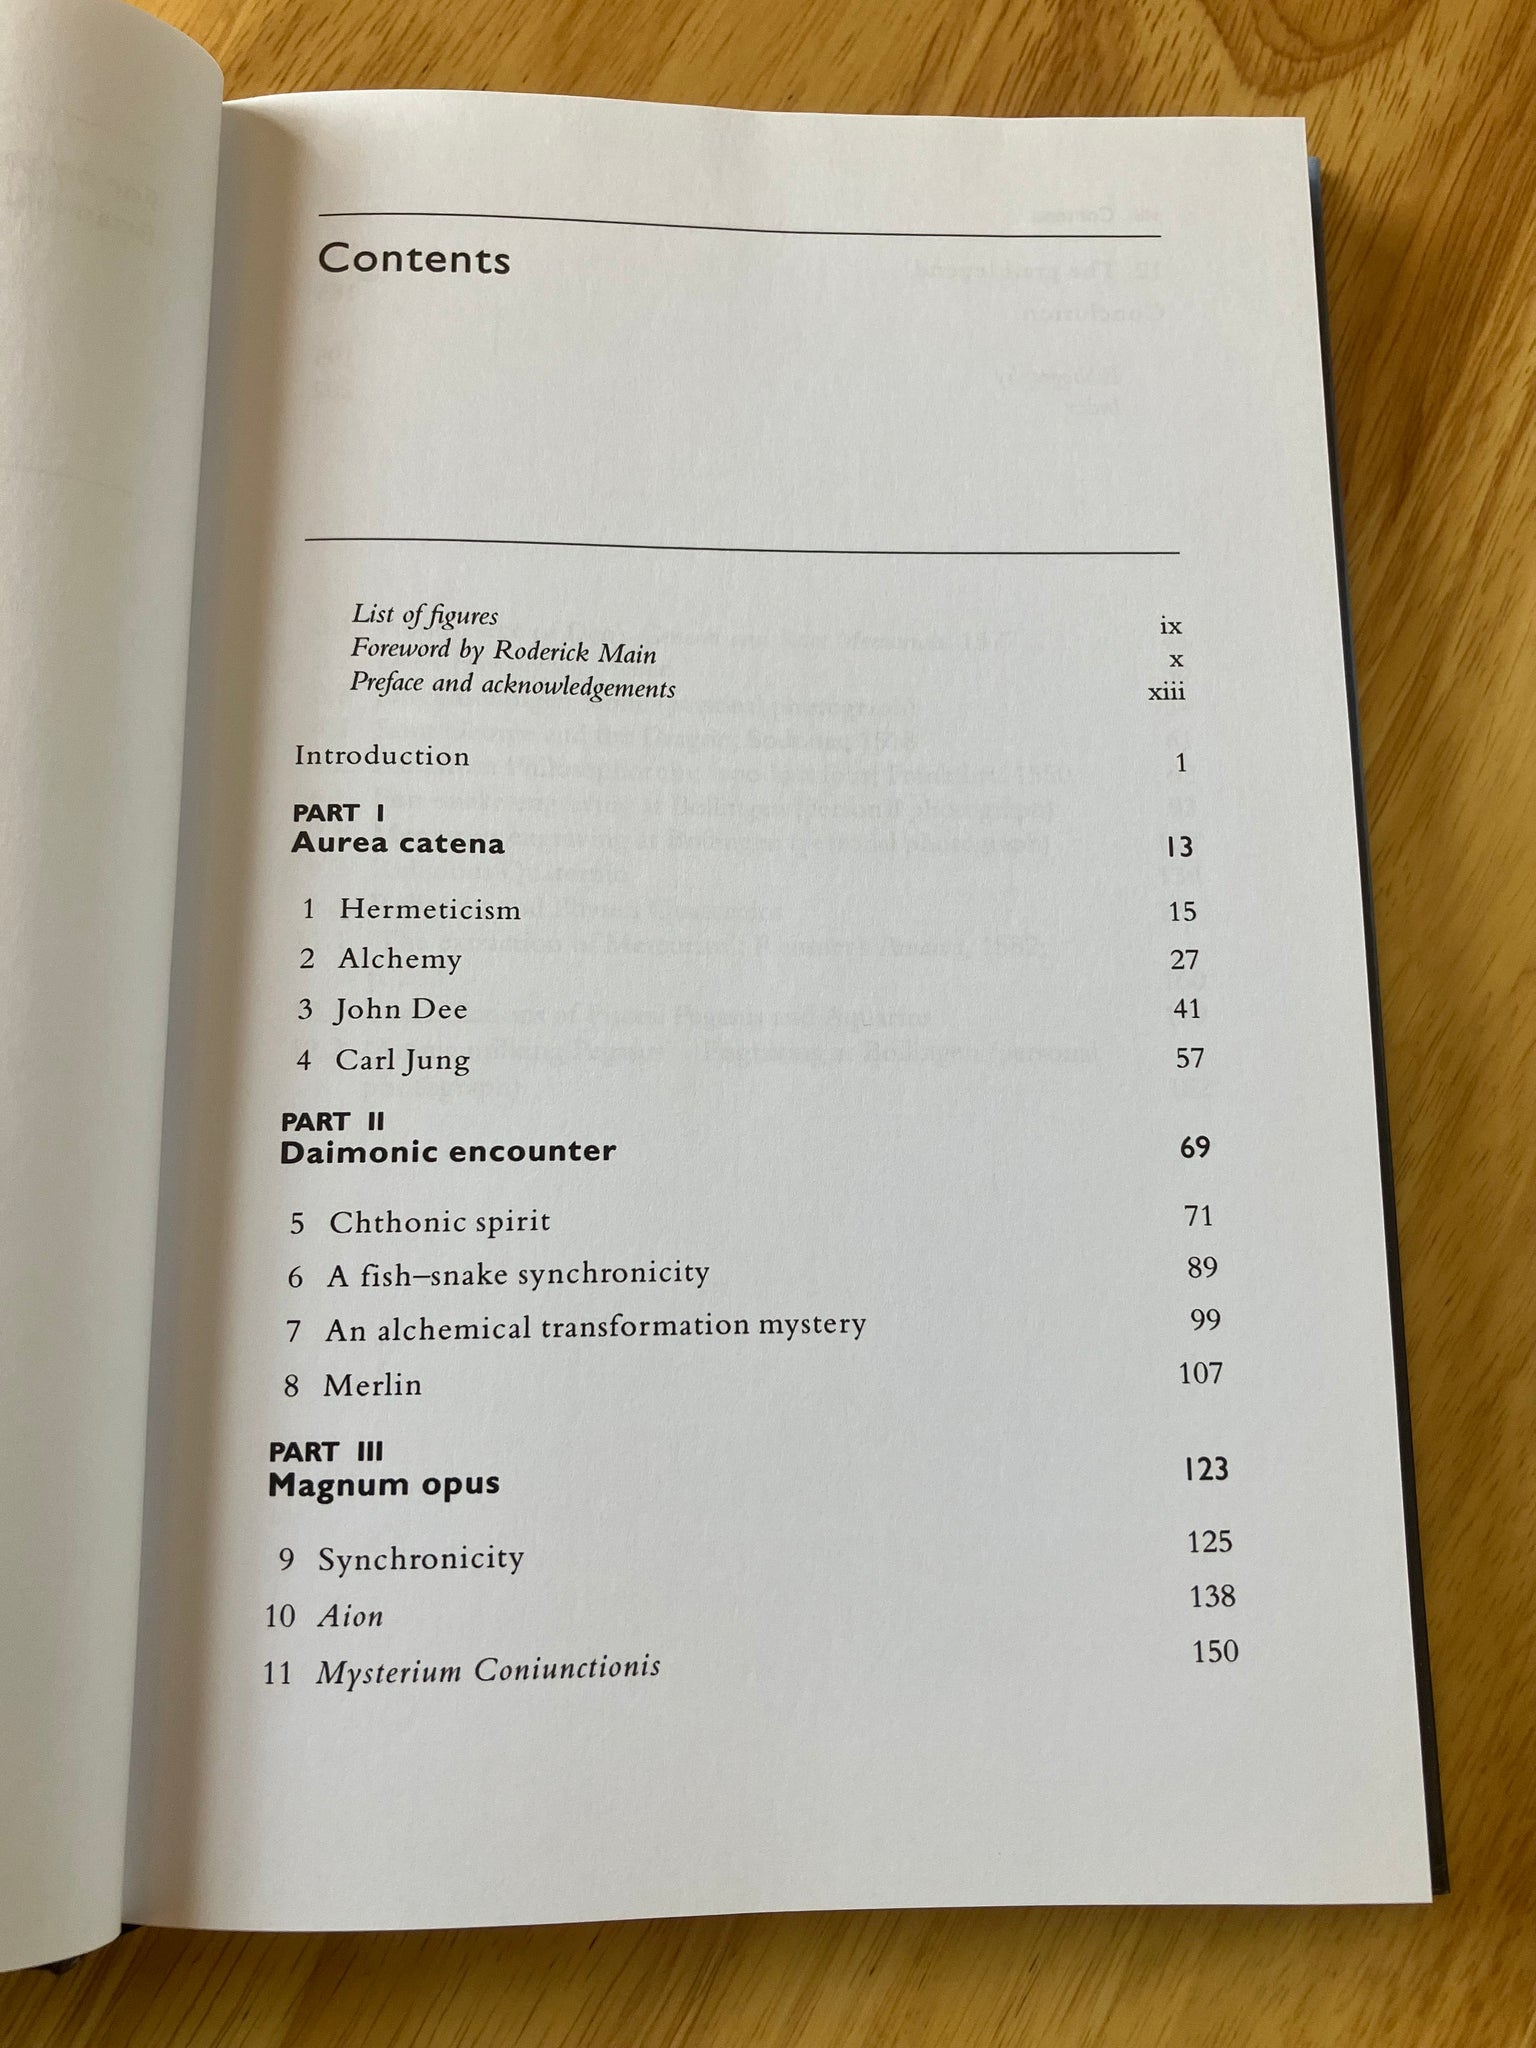 Contents
List of figures ix
Foreword by Roderick Main x
Preface and acknowledgements xiii
Introduction 1
PART I
Aurea catena 13
1 Hermeticism 15
2 Alchemy 27
3 John Dee 41
4 Carl Jung 57
PART II
Daimonic encounter 69
5 Chthonic spirit 71
6 A fish–snake synchronicity 89
7 An alchemical transformation mystery 99
8 Merlin 107
PART III
Magnum opus 123
9 Synchronicity 125
10 Aion 138
11 Mysterium Coniunctionis 150